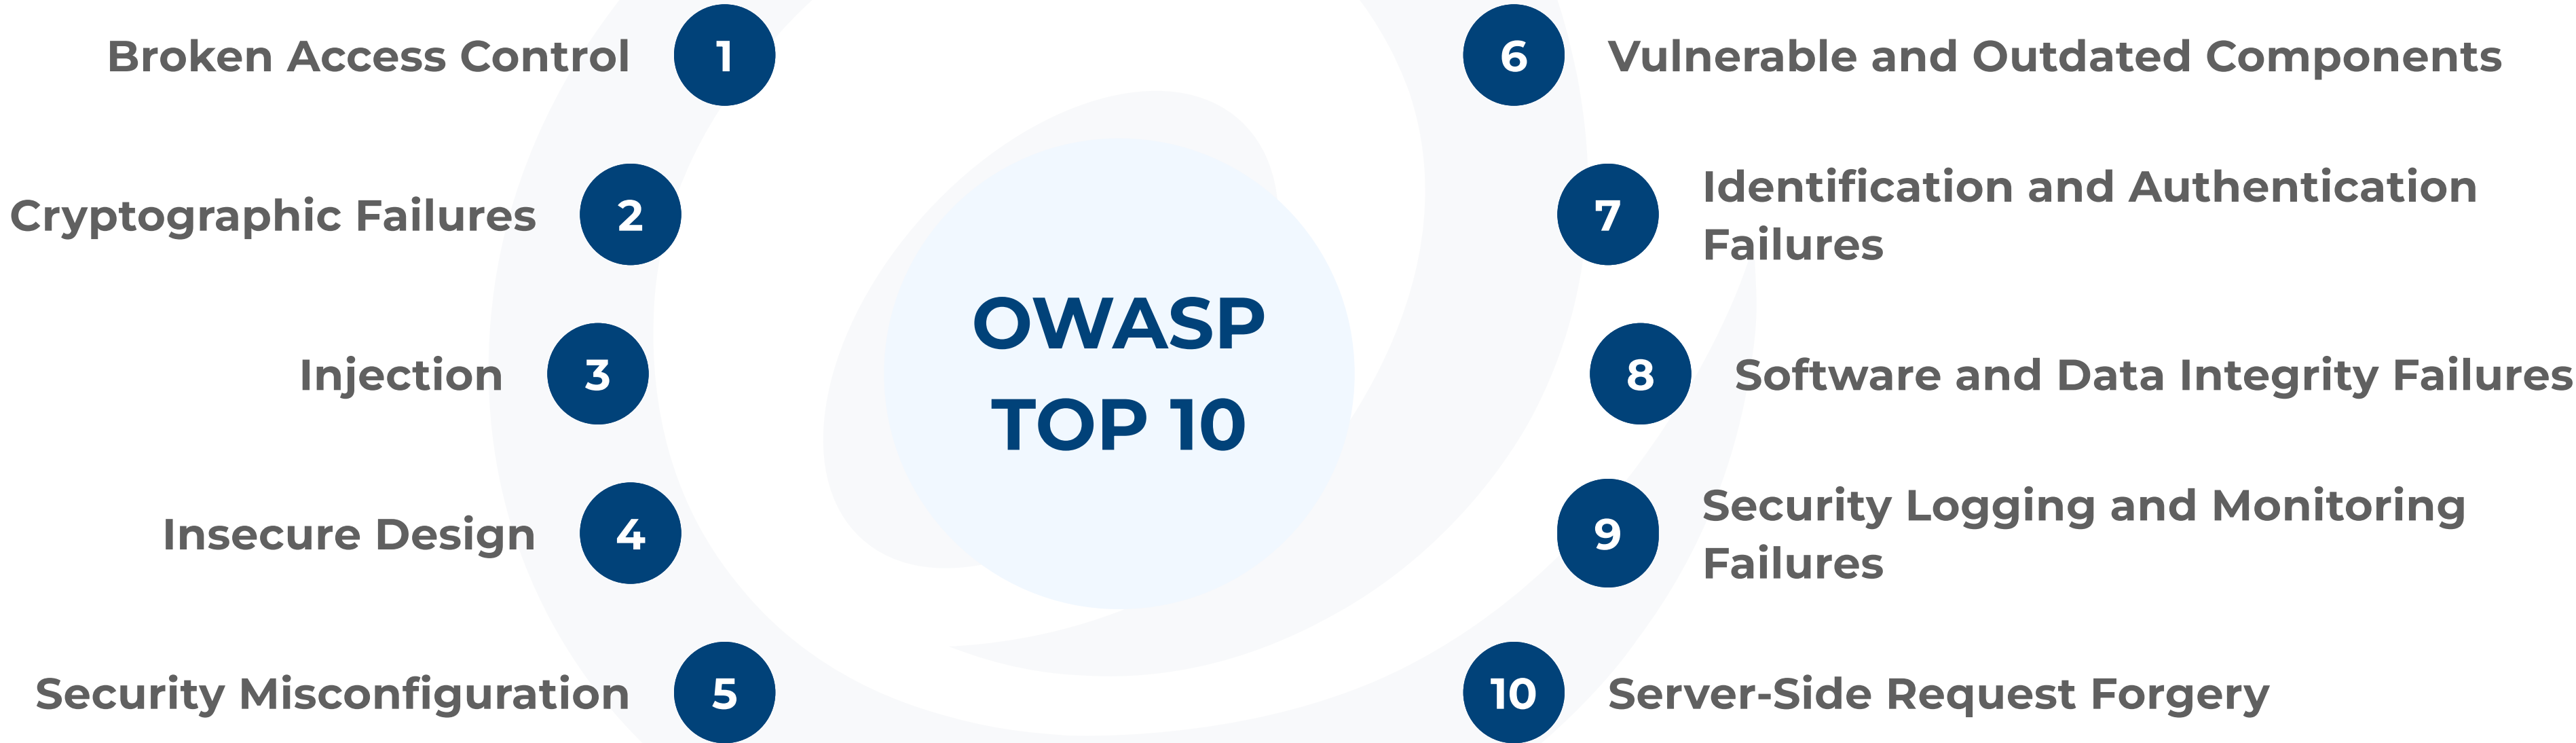 Broken Access Control 1
Cryptographic Failures 2
Injection 3
Insecure Design 4
Security Misconfiguration 5
OWASP
TOP 10
6 Vulnerable and Outdated Components
7 Identification and Authentication
Failures
8 Software and Data Integrity Failures
9 Security Logging and Monitoring
Failures
10 Server-Side Request Forgery